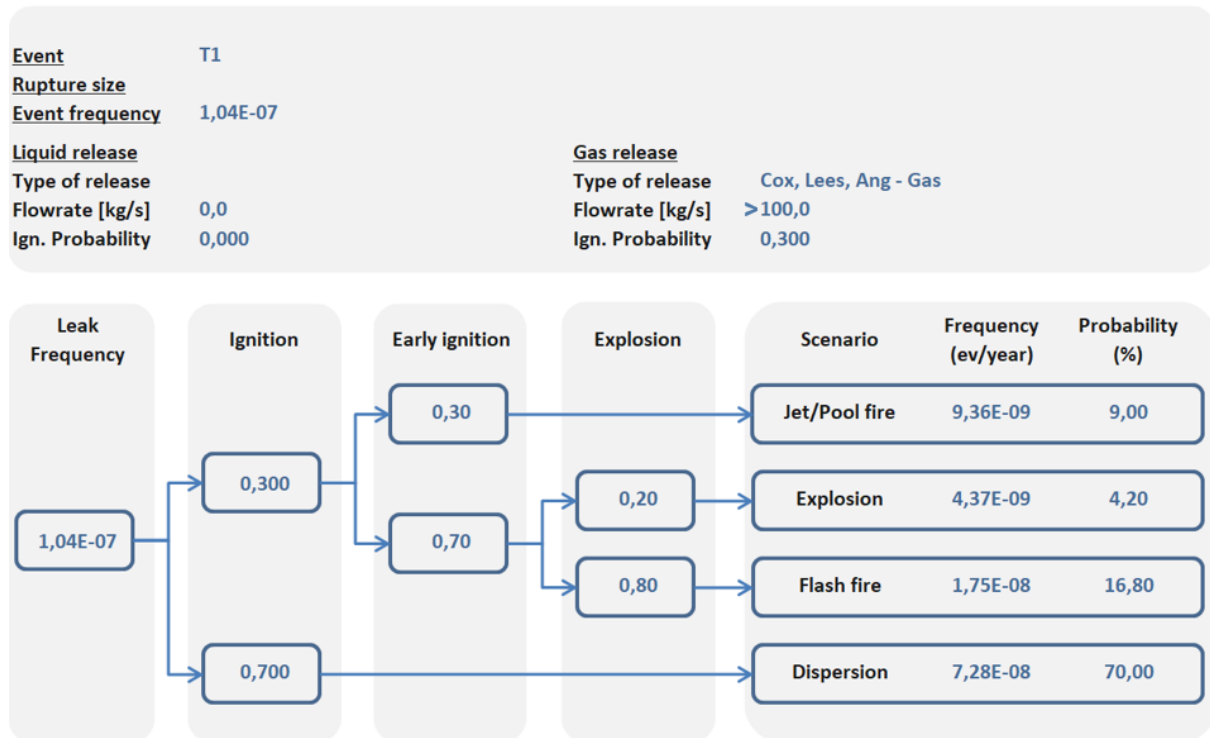 Event T1
Rupture size
Event frequency 1,04E-07
Liquid release Gas release
Type of release Type of release Cox, Lees, Ang - Gas
Flowrate [kg/s] 0,0 Flowrate [kg/s] >100,0
Ign. Probability 0,000 Ign. Probability 0,300
Leak Frequency Ignition Early ignition Explosion Scenario Frequency (ev/year) Probability (%)
0,30 Jet/Pool fire 9,36E-09 9,00
0,300
0,20 Explosion 4,37E-09 4,20
1,04E-07 0,70
0,80 Flash fire 1,75E-08 16,80
0,700 Dispersion 7,28E-08 70,00